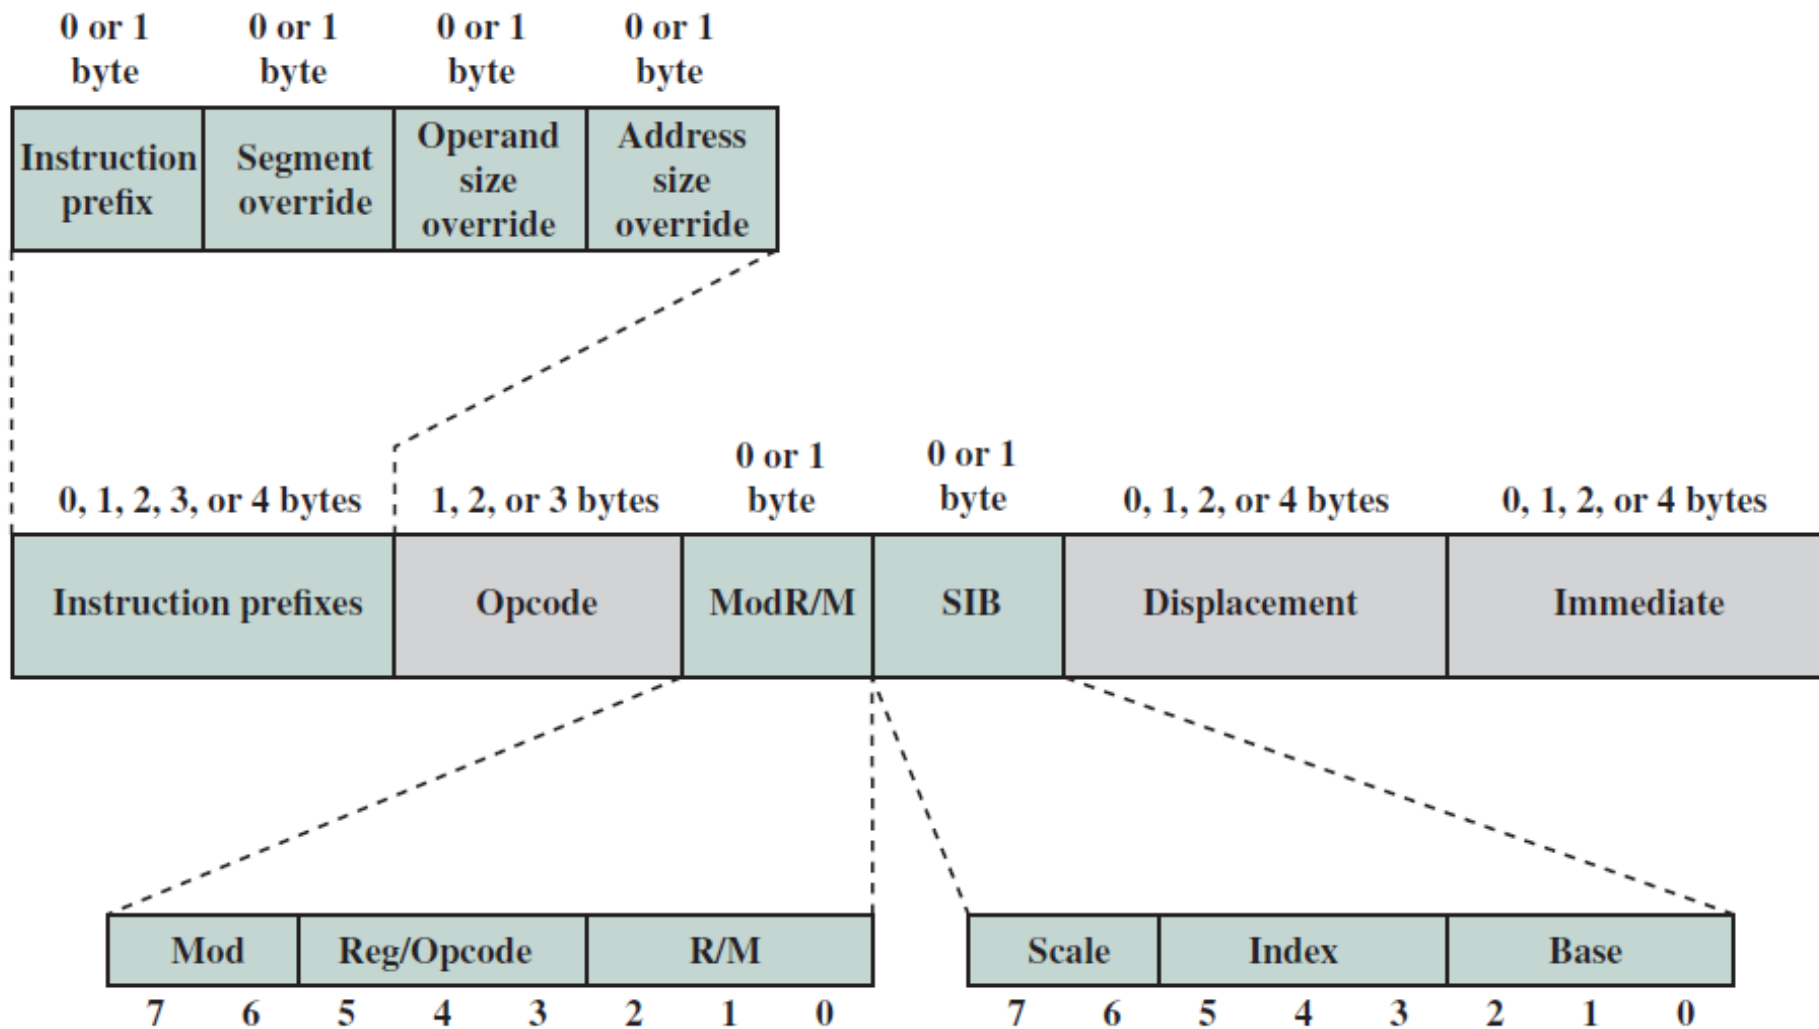 0 or 1 0 or 1 0 or 1 0 or 1
byte byte byte byte
Instruction prefix
Segment override
Operand size override
Address size override
0 or 1 0 or 1
0, 1, 2, 3, or 4 bytes 1, 2, or 3 bytes byte byte 0, 1, 2, or 4 bytes 0, 1, 2, or 4 bytes
Instruction prefixes Opcode ModR/M SIB Displacement Immediate
Mod Reg/Opcode R/M Scale Index Base
7 6 5 4 3 2 1 0 7 6 5 4 3 2 1 0